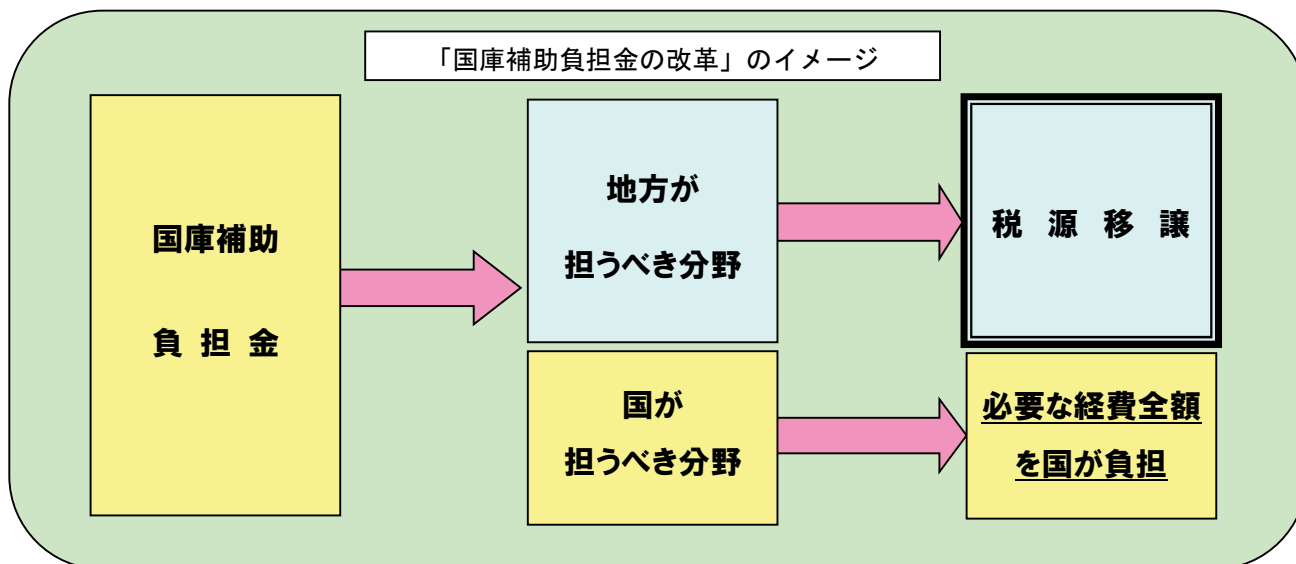 「国庫補助負担金の改革」のイメージ
国庫補助
負担金
地方が
担うべき分野
税源移譲
国が
担うべき分野
必要な経費全額
を国が負担